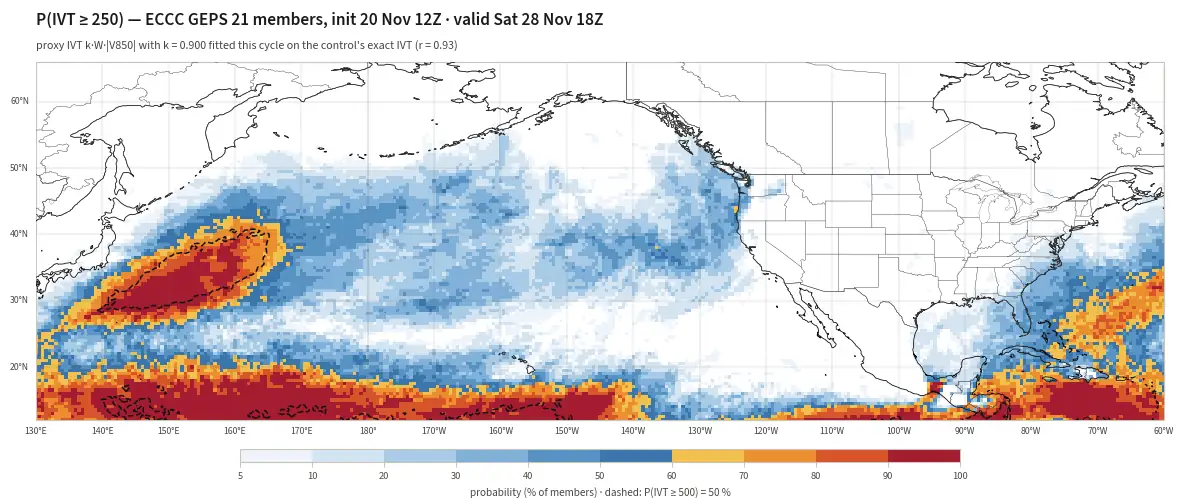 P(IVT ≥ 250) — ECCC GEPS 21 members, init 20 Nov 12Z · valid Sat 28 Nov 18Z
proxy IVT k·W·|V850| with k = 0.900 fitted this cycle on the control's exact IVT (r = 0.93)
60°N
50°N
40°N
30°N
20°N
130°E 140°E 150°E 160°E 170°E 180° 170°W 160°W 150°W 140°W 130°W 120°W 110°W 100°W 90°W 80°W 70°W 60°W
5 10 20 30 40 50 60 70 80 90 100
probability (% of members) · dashed: P(IVT ≥ 500) = 50 %